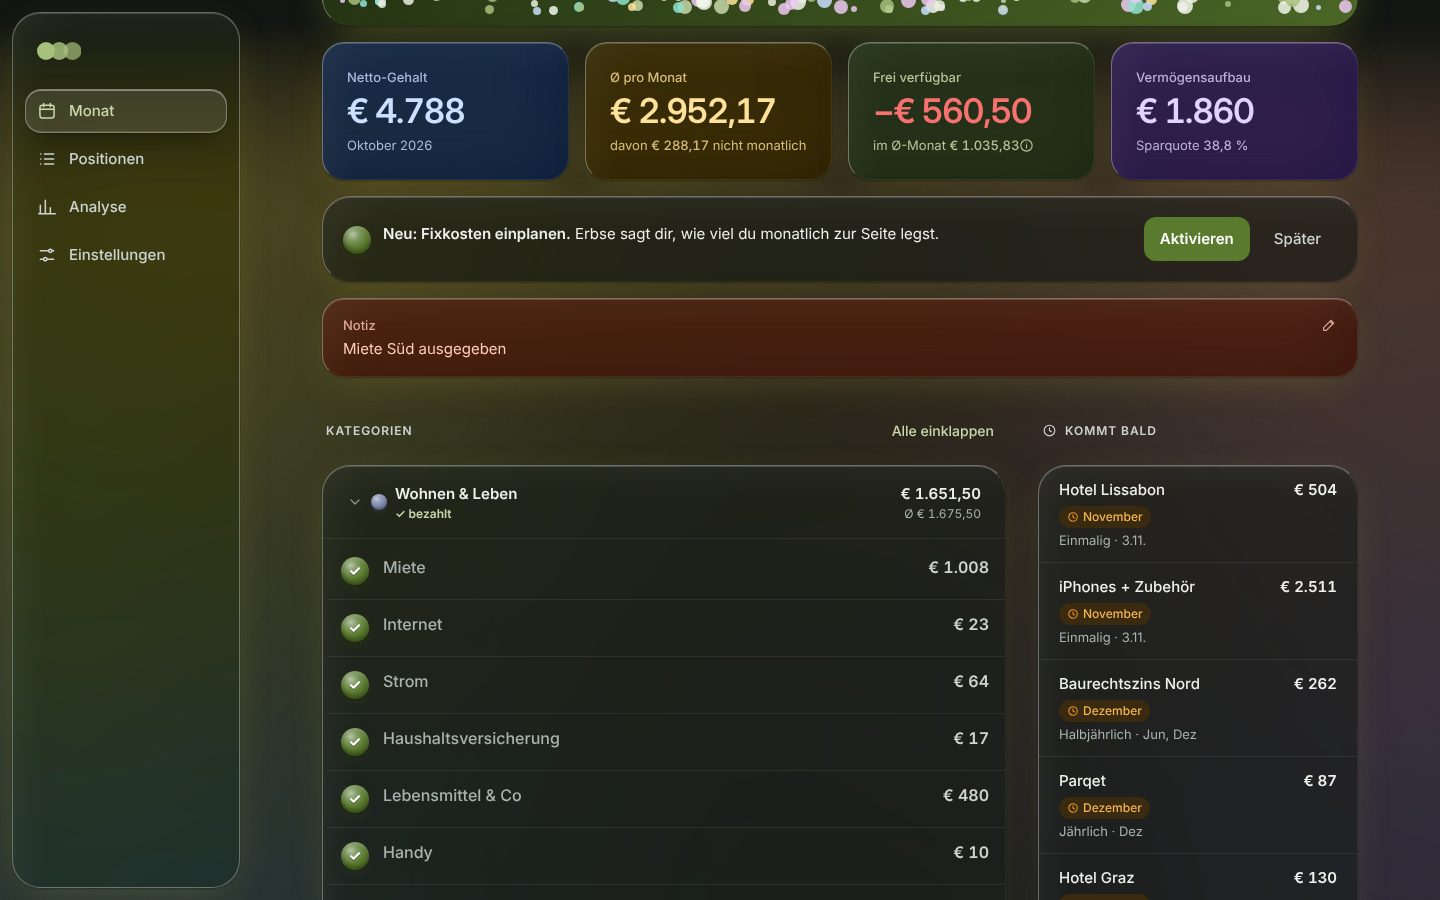 Monat
Positionen
Analyse
Einstellungen
Netto-Gehalt
€ 4.788
Oktober 2026
Ø pro Monat
€ 2.952,17
davon € 288,17 nicht monatlich
Frei verfügbar
–€ 560,50
im Ø-Monat € 1.035,83
Vermögensaufbau
€ 1.860
Sparquote 38,8 %
Neu: Fixkosten einplanen. Erbse sagt dir, wie viel du monatlich zur Seite legst.
Aktivieren
Später
Notiz
Miete Süd ausgegeben
KATEGORIEN
Alle einklappen
Wohnen & Leben
€ 1.651,50
bezahlt
Ø € 1.675,50
Miete
€ 1.008
Internet
€ 23
Strom
€ 64
Haushaltsversicherung
€ 17
Lebensmittel & Co
€ 480
Handy
€ 10
KOMMT BALD
Hotel Lissabon
€ 504
November
Einmalig · 3.11.
iPhones + Zubehör
€ 2.511
November
Einmalig · 3.11.
Baurechtszins Nord
€ 262
Dezember
Halbjährlich · Jun, Dez
Parqet
€ 87
Dezember
Jährlich · Dez
Hotel Graz
€ 130